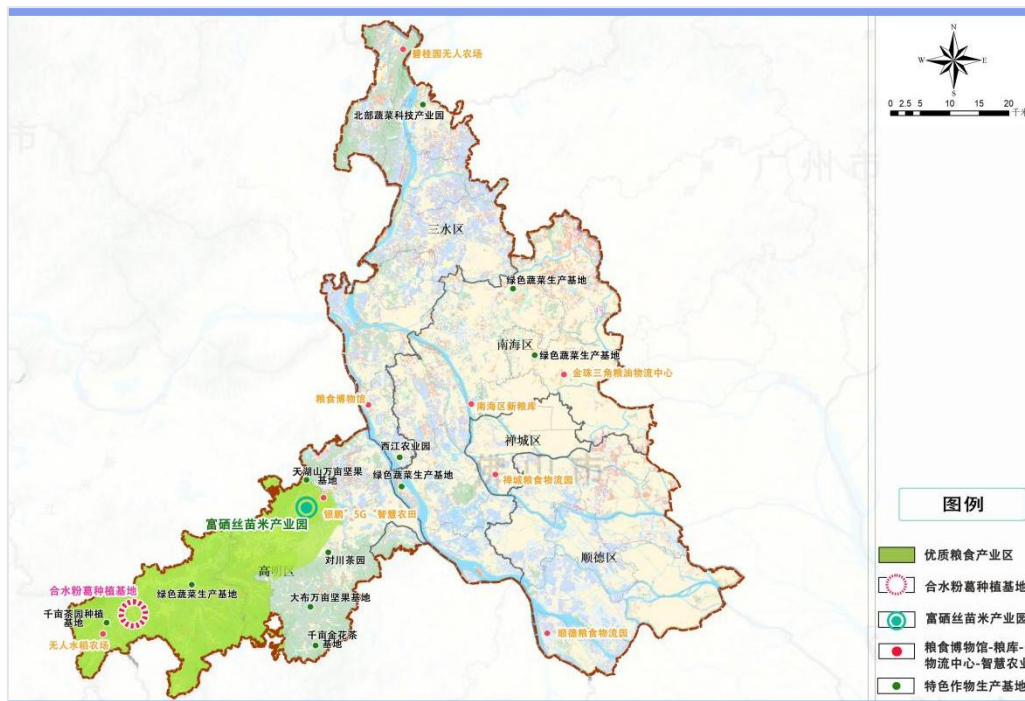 碧桂园无人农场
北部蔬菜科技产业园
三水区
广州市
绿色蔬菜生产基地
南海区
绿色蔬菜生产基地
金珠三角粮油物流中心
粮食博物馆
南海区新粮库
禅城区
西江农业园
天湖山万亩坚果
基地
绿色蔬菜生产基地
禅城粮食物流园
银鹏“5G“智慧农田
富硒丝苗米产业园
顺德区
对川茶园
高明区
合水粉葛种植基地
绿色蔬菜生产基地
大布万亩坚果基地
千亩茶园种植
基地
无人水稻农场
千亩金花茶
基地
顺德粮食物流园
N
W
E
S
0 2.5 5 10 15 20
千米
图例
优质粮食产业区
合水粉葛种植基地
富硒丝苗米产业园
粮食博物馆-粮库-
物流中心-智慧农业
特色作物生产基地